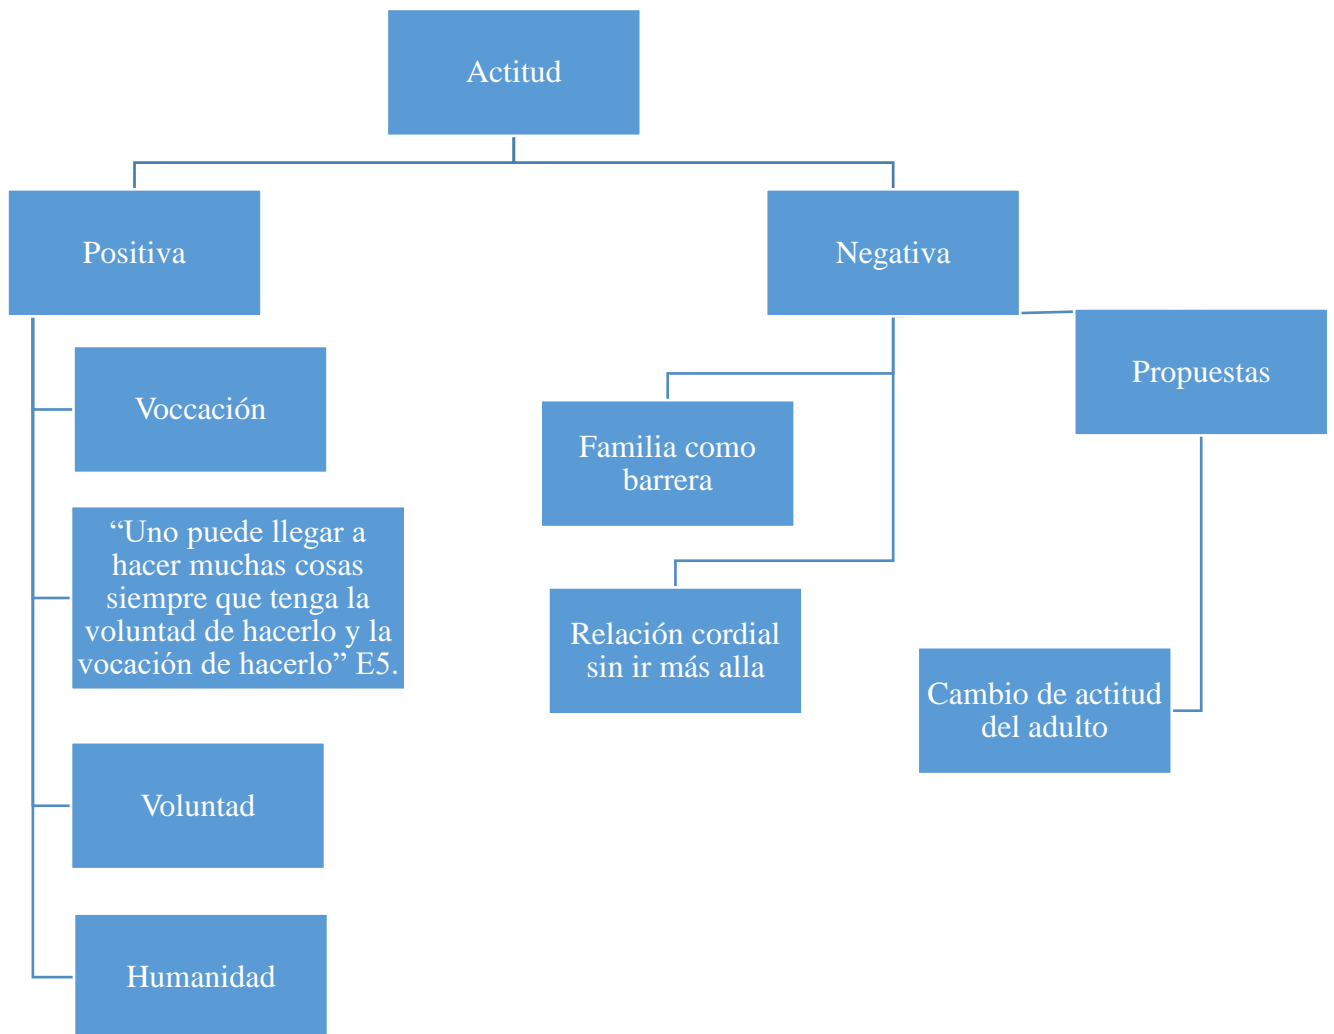 Actitud
Positiva
Negativa
Propuestas
Voccación
Familia como
barrera
“Uno puede llegar a
hacer muchas cosas
siempre que tenga la
voluntad de hacerlo y la
vocación de hacerlo” E5.
Relación cordial
sin ir más alla
Cambio de actitud
del adulto
Voluntad
Humanidad